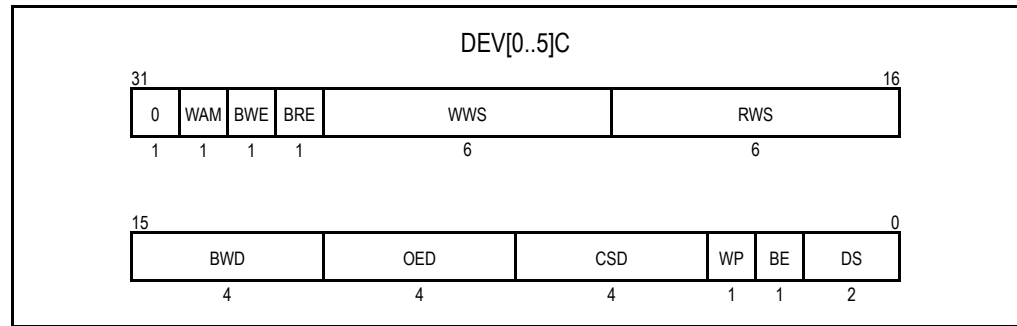 DEV[0..5]C
31 16
0 WAM BWE BRE WWS RWS
1 1 1 1 6 6
15 0
BWD OED CSD WP BE DS
4 4 4 1 1 2